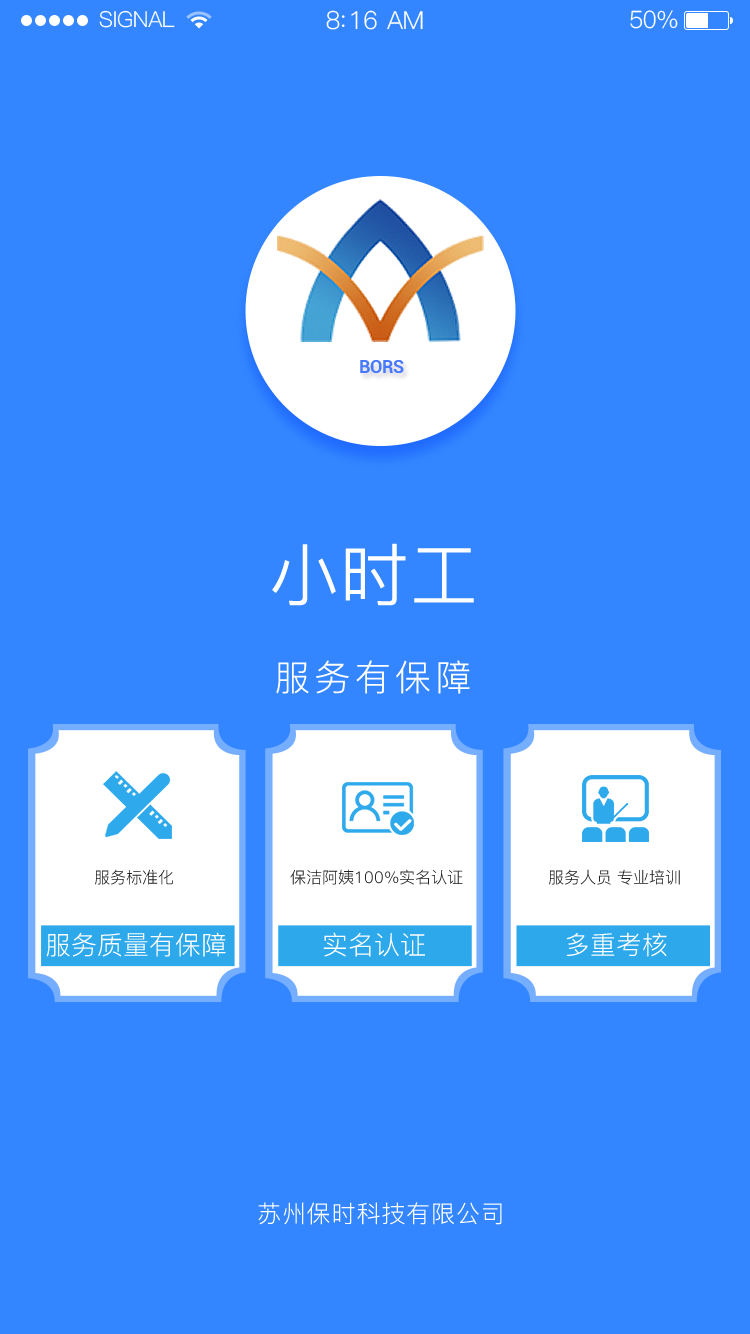 SIGNAL 8:16 AM 50%
BORS
小时工
服务有保障
服务标准化 保洁阿姨100%实名认证 服务人员 专业培训
服务质量有保障 实名认证 多重考核
苏州保时科技有限公司